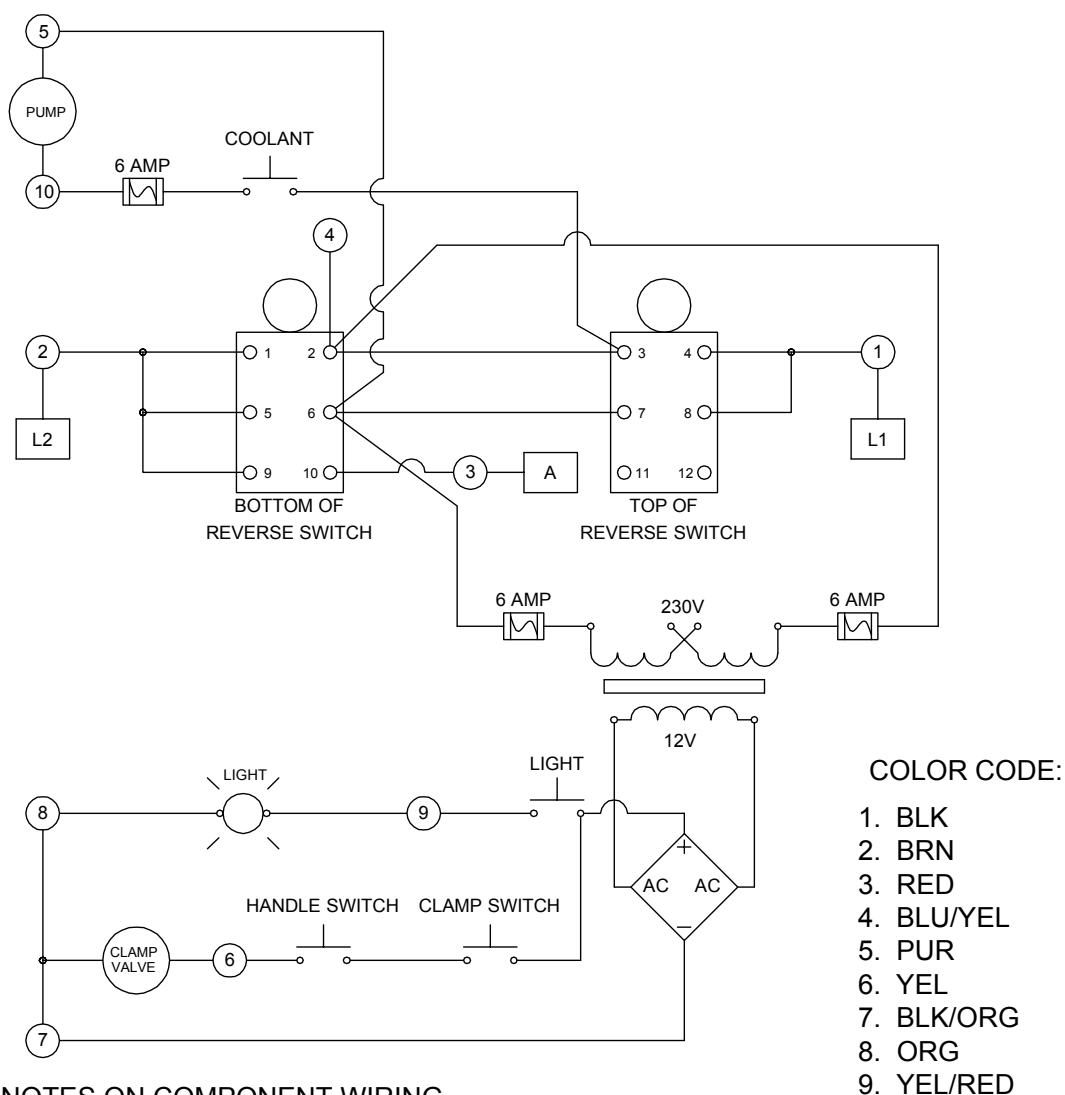 5
PUMP
COOLANT
6 AMP
10
4
2
1
2
3
4
1
5
6
7
8
L2
L1
9
10
3
A
11
12
BOTTOM OF
REVERSE SWITCH
TOP OF
REVERSE SWITCH
6 AMP
230V
6 AMP
12V
LIGHT
LIGHT
8
9
+
AC
AC
HANDLE SWITCH
CLAMP SWITCH
−
CLAMP
VALVE
6
7
COLOR CODE:
1. BLK
2. BRN
3. RED
4. BLU/YEL
5. PUR
6. YEL
7. BLK/ORG
8. ORG
9. YEL/RED
NOTES ON COMPONENT WIRING